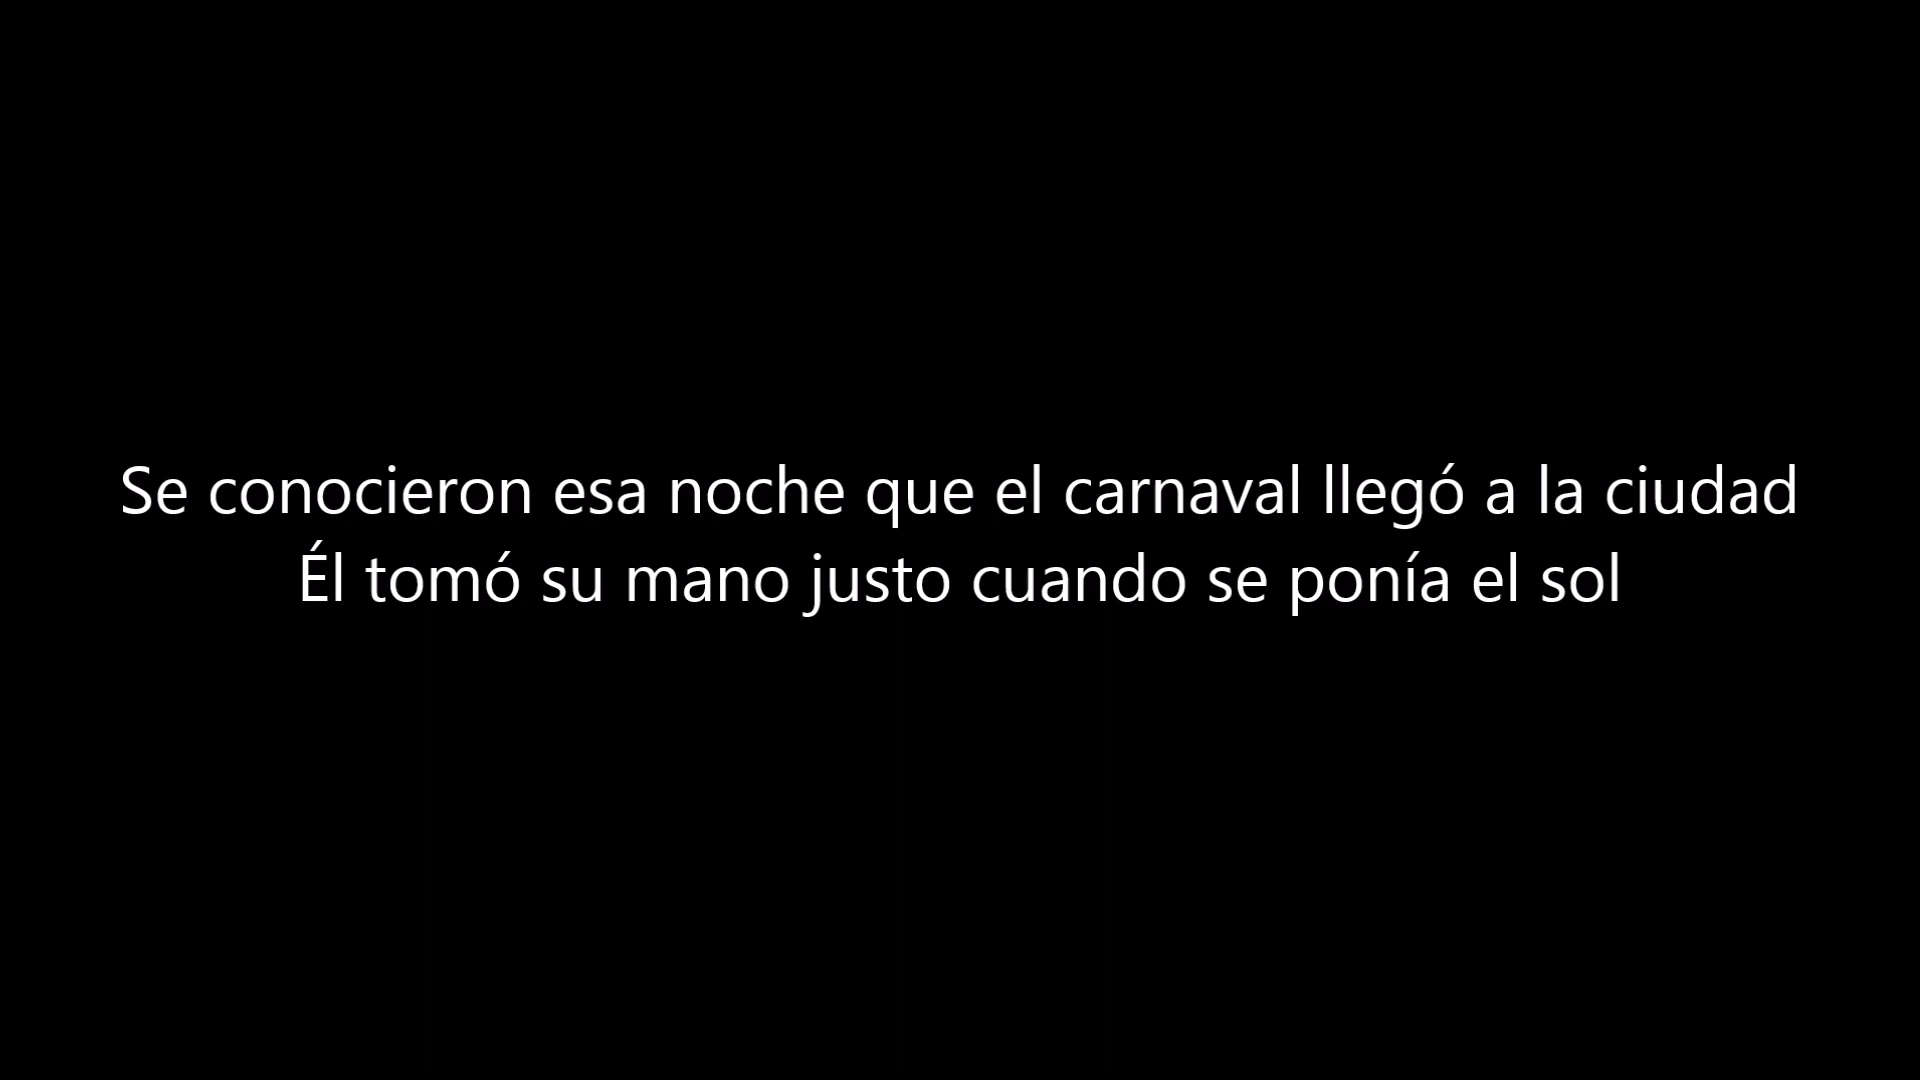 Se conocieron esa noche que el carnaval llegó a la ciudad
Él tomó su mano justo cuando se ponía el sol